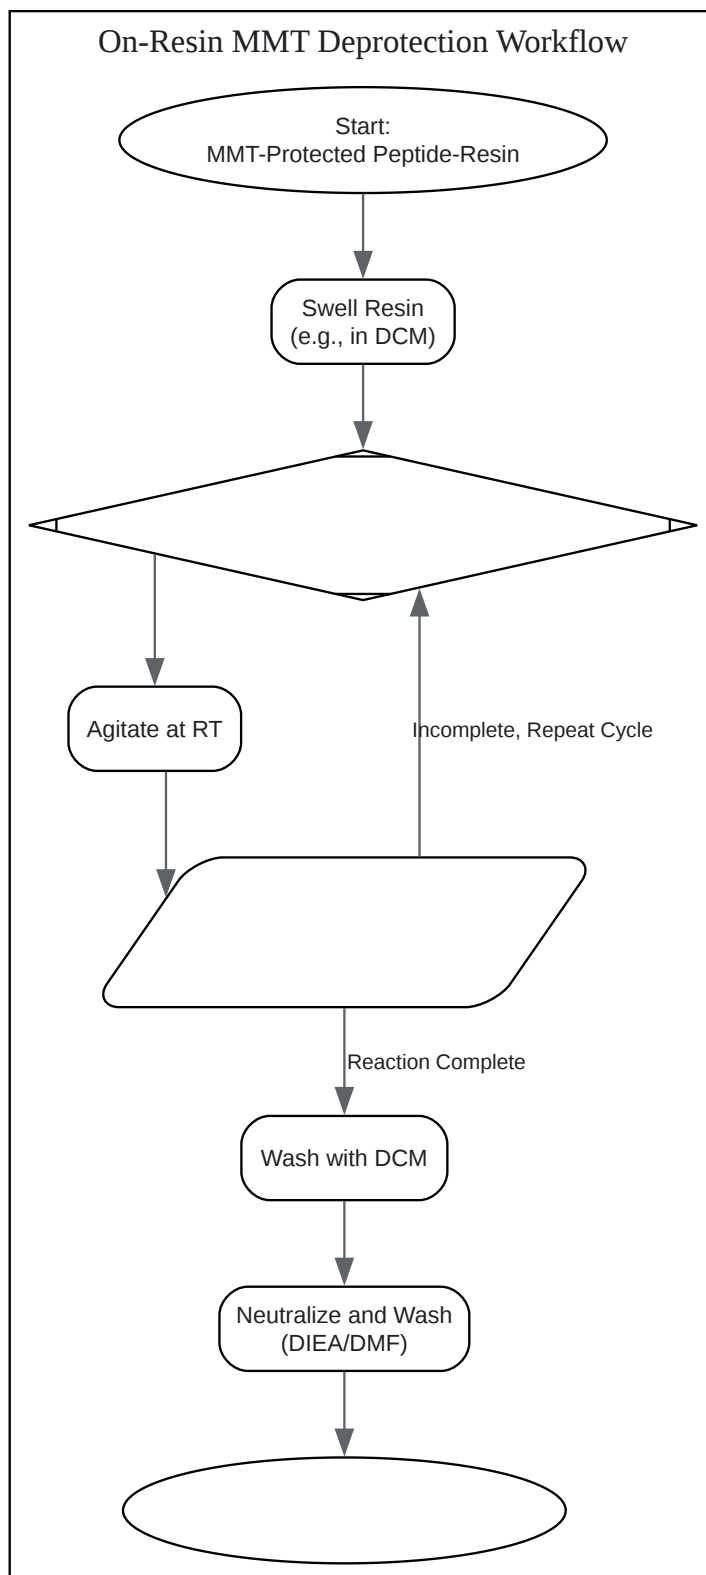 On-Resin MMT Deprotection Workflow
Start:
MMT-Protected Peptide-Resin
Swell Resin
(e.g., in DCM)
Agitate at RT
Incomplete, Repeat Cycle
Reaction Complete
Wash with DCM
Neutralize and Wash
(DIEA/DMF)